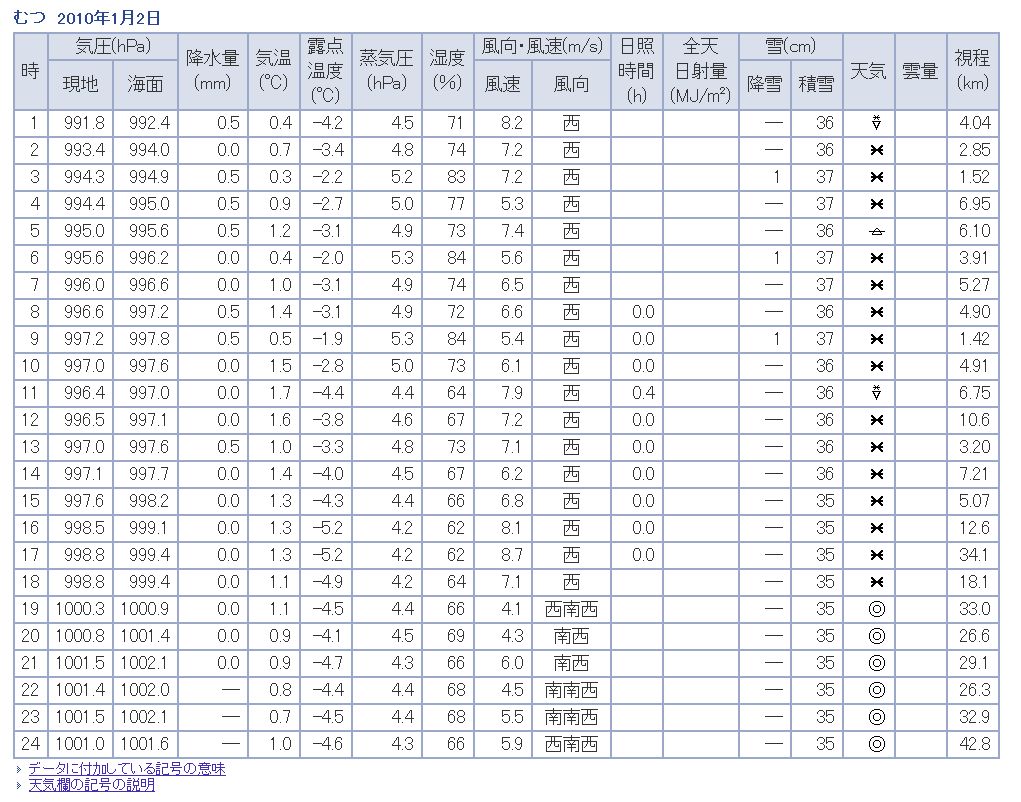 むつ 2010年1月2日
時 気圧(hPa) 降水量(mm) 気温(℃) 露点温度(℃) 蒸気圧(hPa) 湿度(%) 風向・風速(m/s) 日照時間(h) 全天日射量(MJ/m²) 雪(cm) 天気 雲量 視程(km)
現地 海面 風速 風向 降雪 積雪
1 991.8 992.4 0.5 0.4 -4.2 4.5 71 8.2 西 — 36 4.04
2 993.4 994.0 0.0 0.7 -3.4 4.8 74 7.2 西 — 36 2.85
3 994.3 994.9 0.5 0.3 -2.2 5.2 83 7.2 西 1 37 1.52
4 994.4 995.0 0.5 0.9 -2.7 5.0 77 5.3 西 — 37 6.95
5 995.0 995.6 0.5 1.2 -3.1 4.9 73 7.4 西 — 36 6.10
6 995.6 996.2 0.0 0.4 -2.0 5.3 84 5.6 西 1 37 3.91
7 996.0 996.6 0.0 1.0 -3.1 4.9 74 6.5 西 — 37 5.27
8 996.6 997.2 0.5 1.4 -3.1 4.9 72 6.6 西 0.0 — 36 4.90
9 997.2 997.8 0.5 0.5 -1.9 5.3 84 5.4 西 0.0 1 37 1.42
10 997.0 997.6 0.0 1.5 -2.8 5.0 73 6.1 西 0.0 — 36 4.91
11 996.4 997.0 0.0 1.7 -4.4 4.4 64 7.9 西 0.4 — 36 6.75
12 996.5 997.1 0.0 1.6 -3.8 4.6 67 7.2 西 0.0 — 36 10.6
13 997.0 997.6 0.5 1.0 -3.3 4.8 73 7.1 西 0.0 — 36 3.20
14 997.1 997.7 0.0 1.4 -4.0 4.5 67 6.2 西 0.0 — 36 7.21
15 997.6 998.2 0.0 1.3 -4.3 4.4 66 6.8 西 0.0 — 35 5.07
16 998.5 999.1 0.0 1.3 -5.2 4.2 62 8.1 西 0.0 — 35 12.6
17 998.8 999.4 0.0 1.3 -5.2 4.2 62 8.7 西 0.0 — 35 34.1
18 998.8 999.4 0.0 1.1 -4.9 4.2 64 7.1 西 — 35 18.1
19 1000.3 1000.9 0.0 1.1 -4.5 4.4 66 4.1 西南西 — 35 ◎ 33.0
20 1000.8 1001.4 0.0 0.9 -4.1 4.5 69 4.3 南西 — 35 ◎ 26.6
21 1001.5 1002.1 0.0 0.9 -4.7 4.3 66 6.0 南西 — 35 ◎ 29.1
22 1001.4 1002.0 — 0.8 -4.4 4.4 68 4.5 南南西 — 35 ◎ 26.3
23 1001.5 1002.1 — 0.7 -4.5 4.4 68 5.5 南南西 — 35 ◎ 32.9
24 1001.0 1001.6 — 1.0 -4.6 4.3 66 5.9 西南西 — 35 ◎ 42.8
データに付加している記号の意味
天気欄の記号の説明